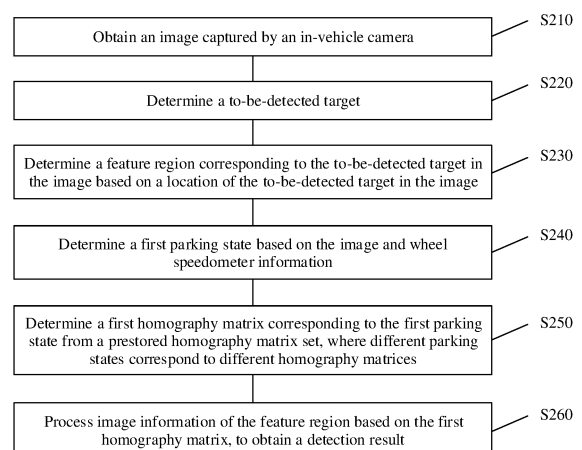 Obtain an image captured by an in-vehicle camera
S210
Determine a to-be-detected target
S220
Determine a feature region corresponding to the to-be-detected target in
the image based on a location of the to-be-detected target in the image
S230
Determine a first parking state based on the image and wheel
speedometer information
S240
Determine a first homography matrix corresponding to the first parking
state from a prestored homography matrix set, where different parking
states correspond to different homography matrices
S250
Process image information of the feature region based on the first
homography matrix, to obtain a detection result
S260